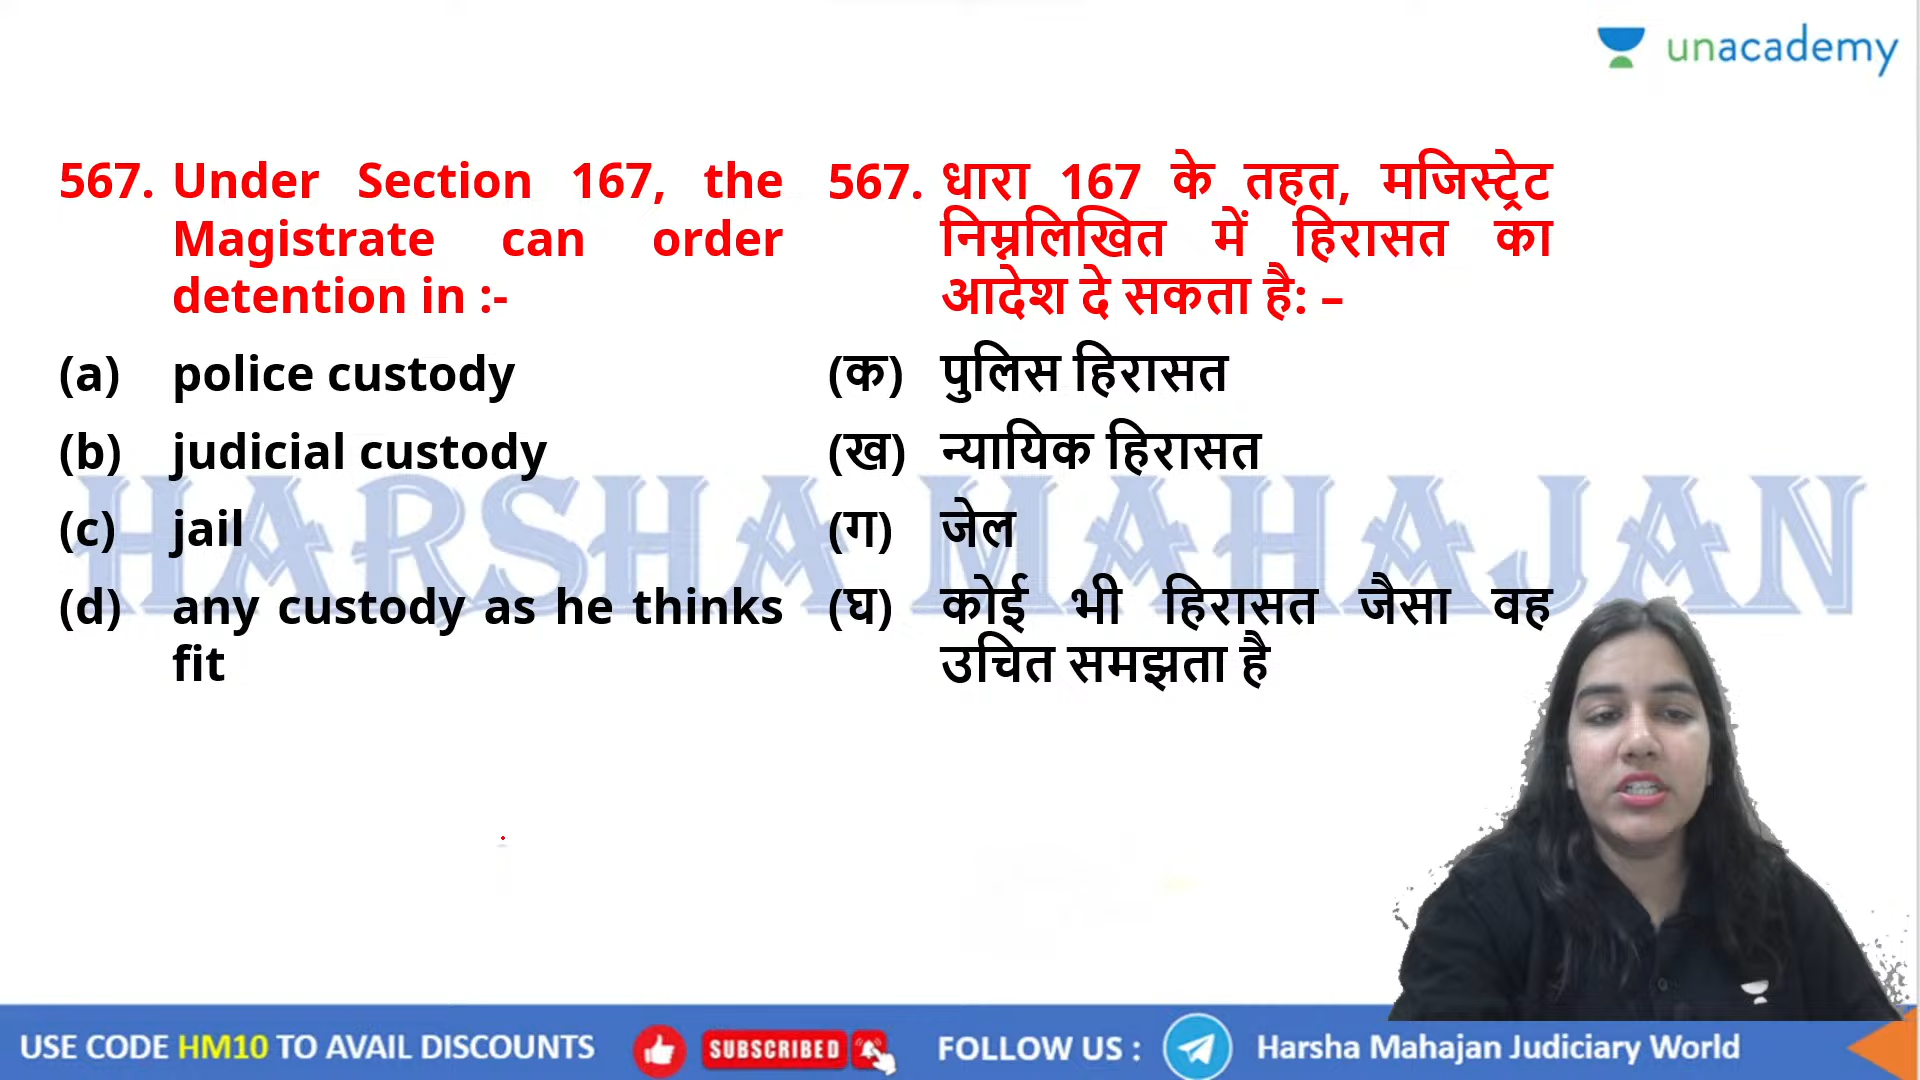 unacademy
567. Under Section 167, the
Magistrate can order
detention in :-
(a) police custody
(b) judicial custody
(c) jail
(d) any custody as he thinks
fit
567. धारा 167 के तहत, मजिस्ट्रेट
निम्नलिखित में हिरासत का
आदेश दे सकता है: –
(क) पुलिस हिरासत
(ख) न्यायिक हिरासत
(ग) जेल
(घ) कोई भी हिरासत जैसा वह
उचित समझता है
HARSHA MAHAJAN
USE CODE HM10 TO AVAIL DISCOUNTS
SUBSCRIBED
FOLLOW US :
Harsha Mahajan Judiciary World